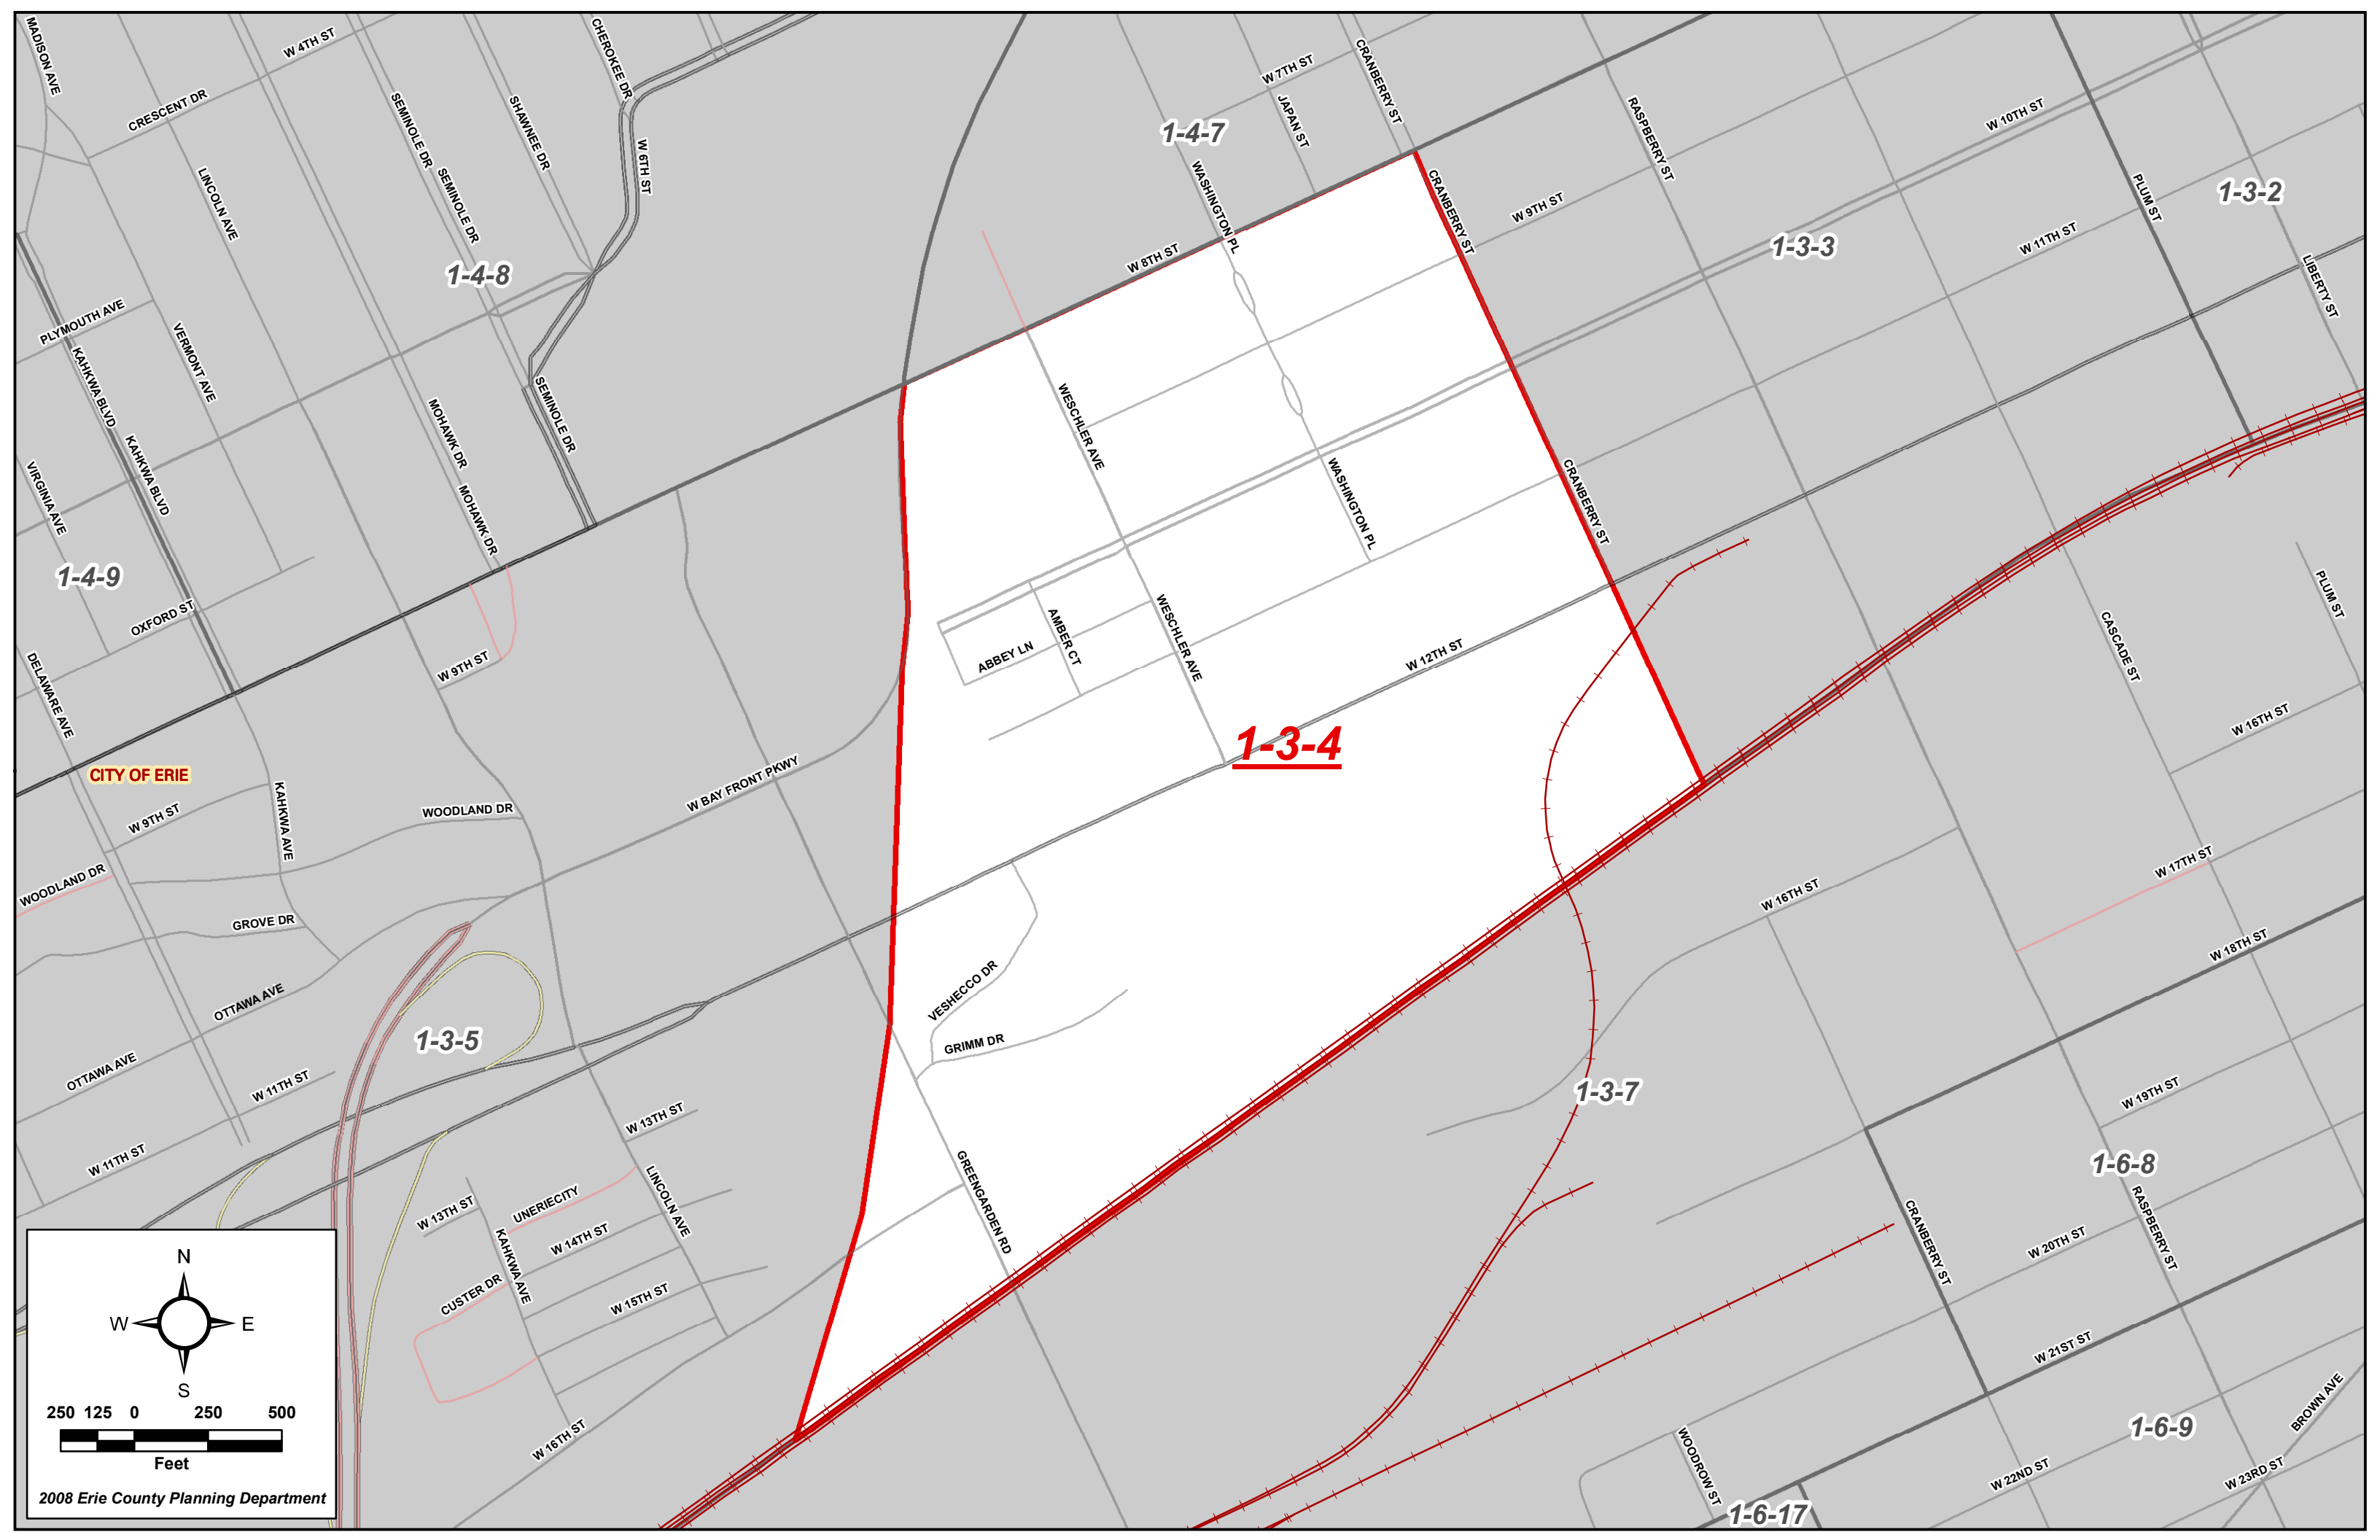 MADISON AVE
W 4TH ST
CHEROKEE DR
CRANBERRY ST
W 7TH ST
CRESCENT DR
SEMINOLE DR
SHAWNEE DR
JAPAN ST
RASPBERRY ST
W 10TH ST
1-4-7
W 6TH ST
LINCOLN AVE
SEMINOLE DR
WASHINGTON PL
CRANBERRY ST
W 9TH ST
PLUM ST
1-3-2
1-4-8
W 8TH ST
1-3-3
W 11TH ST
LIBERTY ST
PLYMOUTH AVE
VERMONT AVE
KAHKWA BLVD
SEMINOLE DR
WESCHLER AVE
MOHAWK DR
KAHKWA BLVD
VIRGINIA AVE
MOHAWK DR
WASHINGTON PL
CRANBERRY ST
1-4-9
OXFORD ST
PLUM ST
ABBEY LN
AMBER CT
WESCHLER AVE
W 12TH ST
CASCADE ST
W 9TH ST
DELAWARE AVE
W 16TH ST
1-3-4
CITY OF ERIE
W BAY FRONT PKWY
W 9TH ST
KAHKWA AVE
WOODLAND DR
WOODLAND DR
W 17TH ST
W 16TH ST
GROVE DR
W 18TH ST
OTTAWA AVE
VESHECCO DR
1-3-5
GRIMM DR
OTTAWA AVE
W 11TH ST
1-3-7
W 19TH ST
W 13TH ST
W 11TH ST
1-6-8
LINCOLN AVE
GREENGARDEN RD
W 13TH ST
UNERIECITY
KAHKWA AVE
W 14TH ST
CRANBERRY ST
RASPBERRY ST
W 20TH ST
CUSTER DR
W 15TH ST
W 21ST ST
W 16TH ST
WOODROW ST
1-6-9
BROWN AVE
W 22ND ST
W 23RD ST
1-6-17
N
W E
S
250 125 0 250 500
Feet
2008 Erie County Planning Department